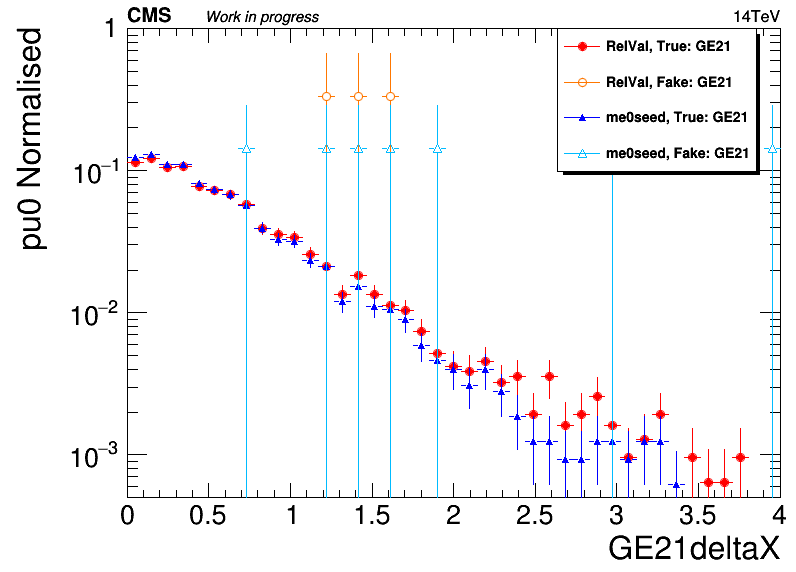 CMS Work in progress 14TeV
pu0 Normalised
1
10−1
10−2
10−3
RelVal, True: GE21
RelVal, Fake: GE21
me0seed, True: GE21
me0seed, Fake: GE21
0 0.5 1 1.5 2 2.5 3 3.5 4
GE21deltaX